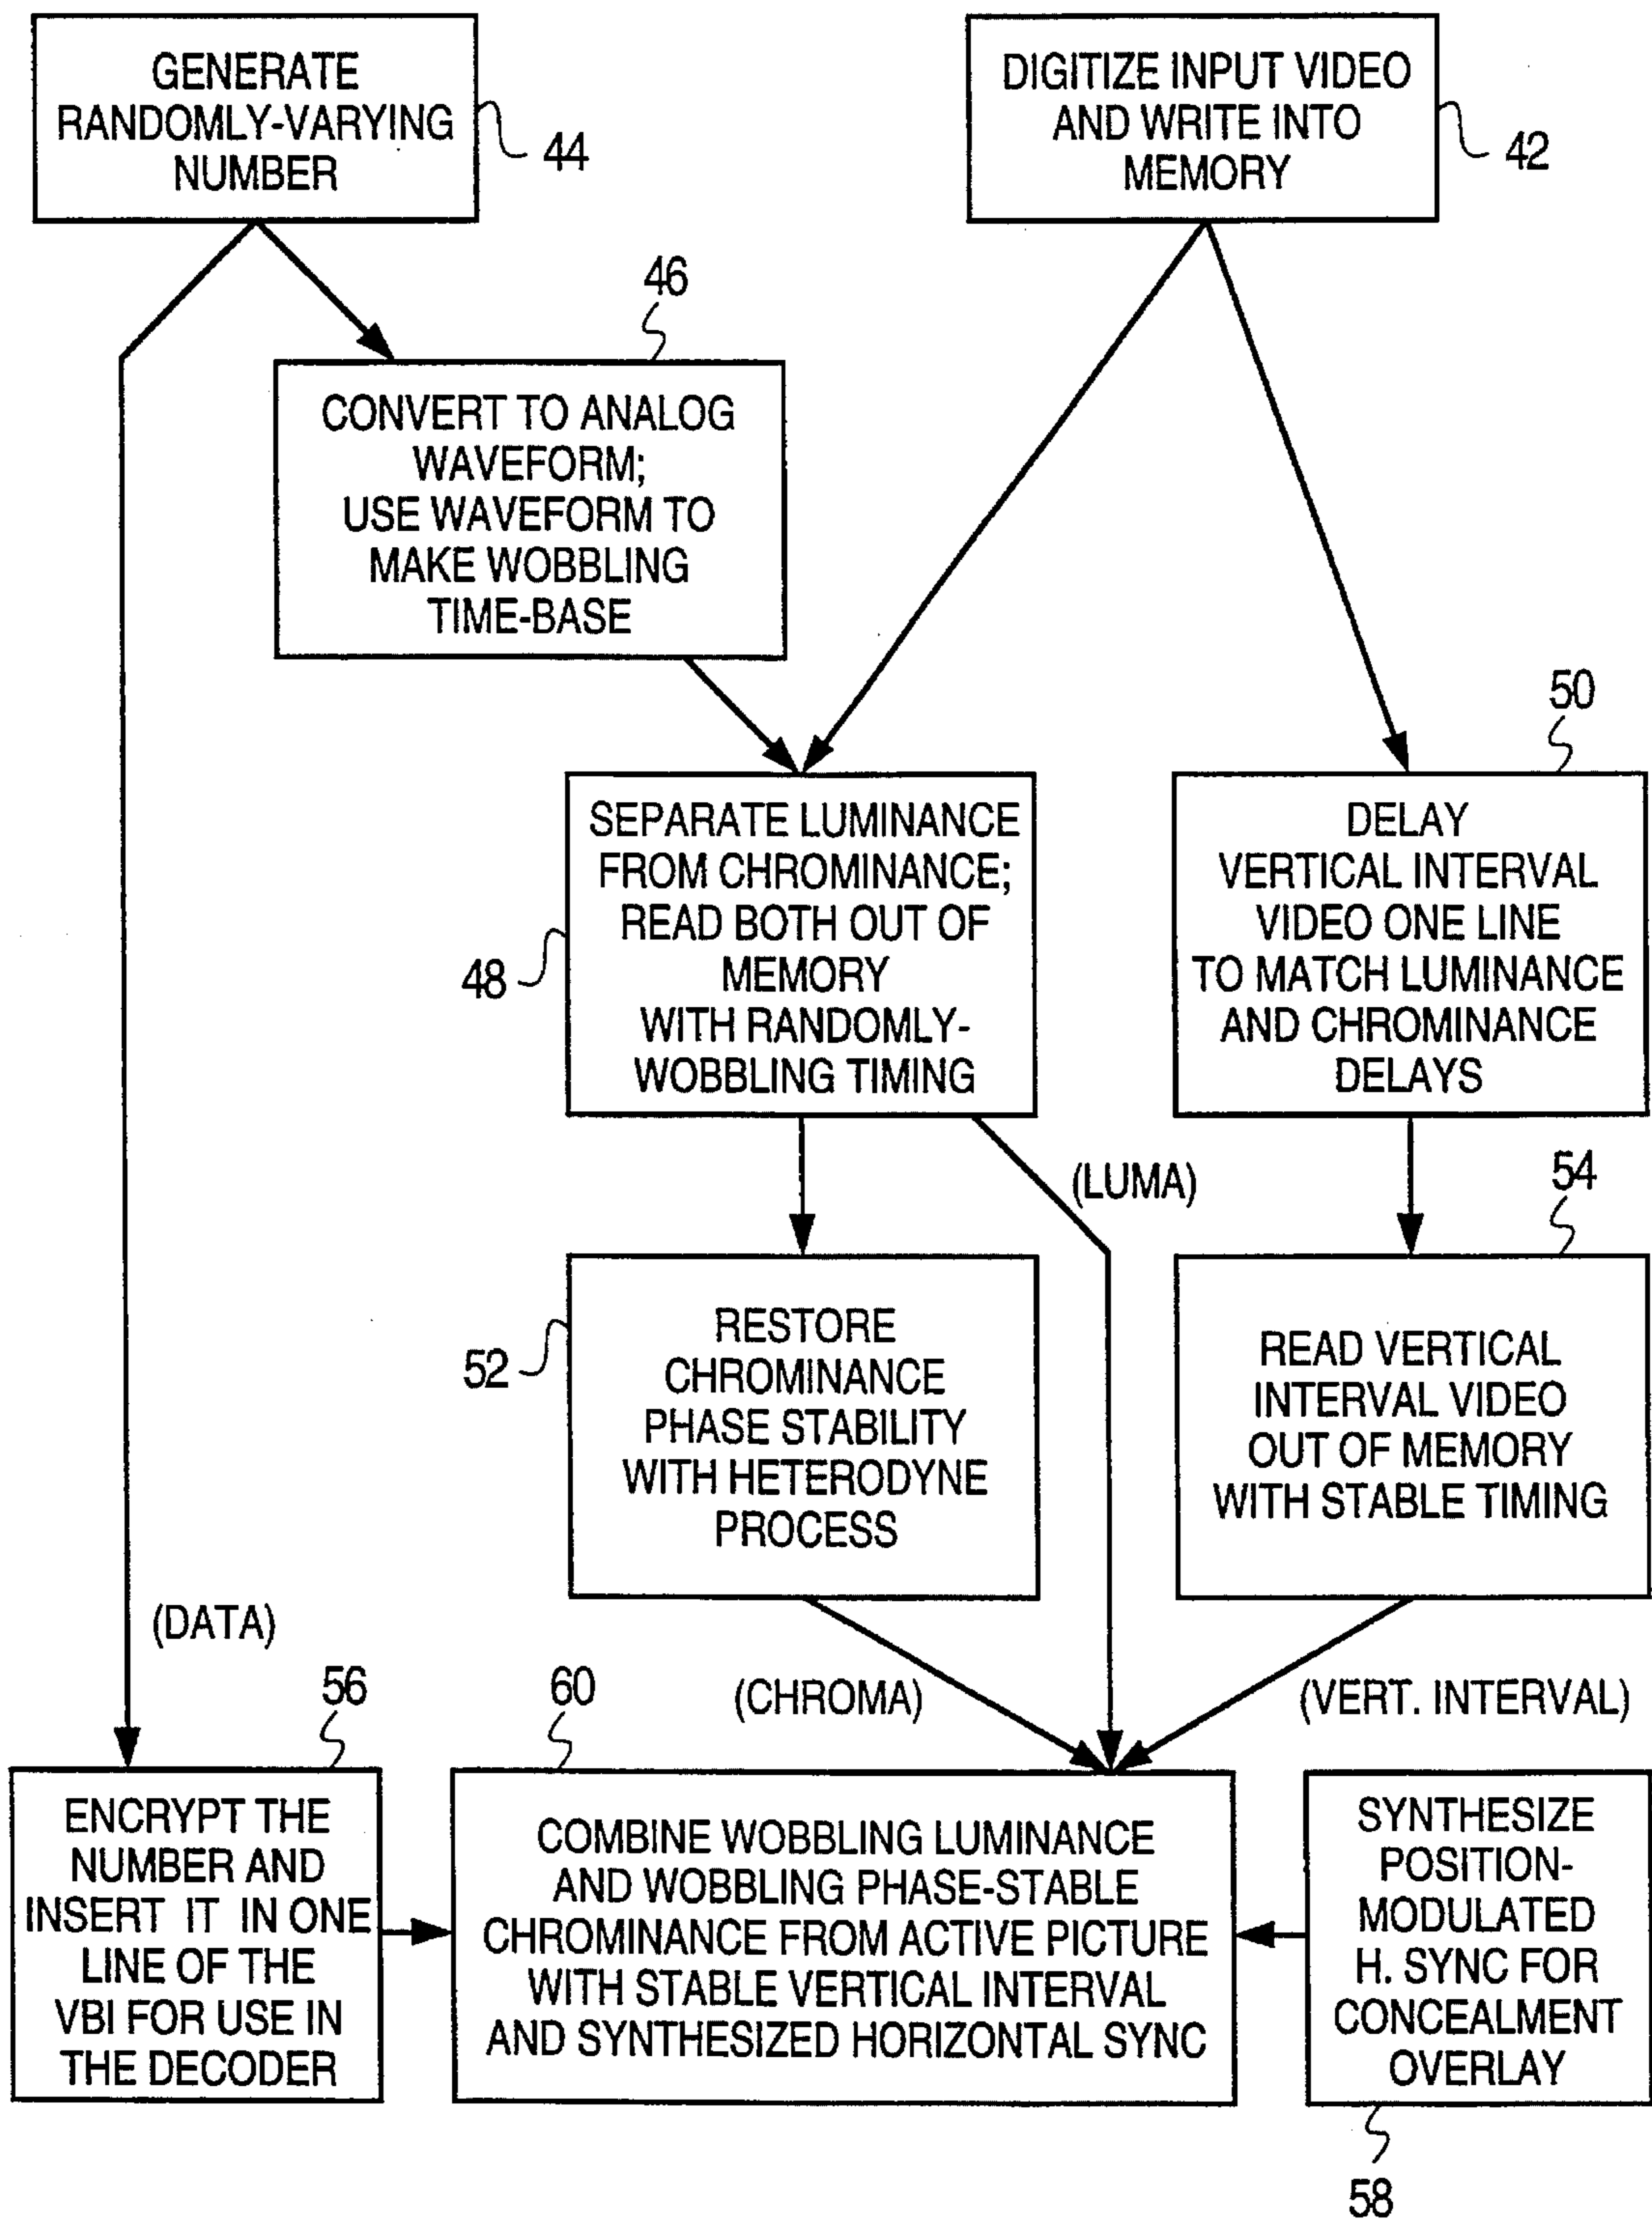 GENERATE
RANDOMLY-VARYING
NUMBER
44
DIGITIZE INPUT VIDEO
AND WRITE INTO
MEMORY
42
46
CONVERT TO ANALOG
WAVEFORM;
USE WAVEFORM TO
MAKE WOBBLING
TIME-BASE
48
SEPARATE LUMINANCE
FROM CHROMINANCE;
READ BOTH OUT OF
MEMORY
WITH RANDOMLY-
WOBBLING TIMING
50
DELAY
VERTICAL INTERVAL
VIDEO ONE LINE
TO MATCH LUMINANCE
AND CHROMINANCE
DELAYS
(LUMA)
52
RESTORE
CHROMINANCE
PHASE STABILITY
WITH HETERODYNE
PROCESS
54
READ VERTICAL
INTERVAL VIDEO
OUT OF MEMORY
WITH STABLE TIMING
(DATA)
(CHROMA)
(VERT. INTERVAL)
56
ENCRYPT THE
NUMBER AND
INSERT IT IN ONE
LINE OF THE
VBI FOR USE IN
THE DECODER
60
COMBINE WOBBLING LUMINANCE
AND WOBBLING PHASE-STABLE
CHROMINANCE FROM ACTIVE PICTURE
WITH STABLE VERTICAL INTERVAL
AND SYNTHESIZED HORIZONTAL SYNC
SYNTHESIZE
POSITION-
MODULATED
H. SYNC FOR
CONCEALMENT
OVERLAY
58